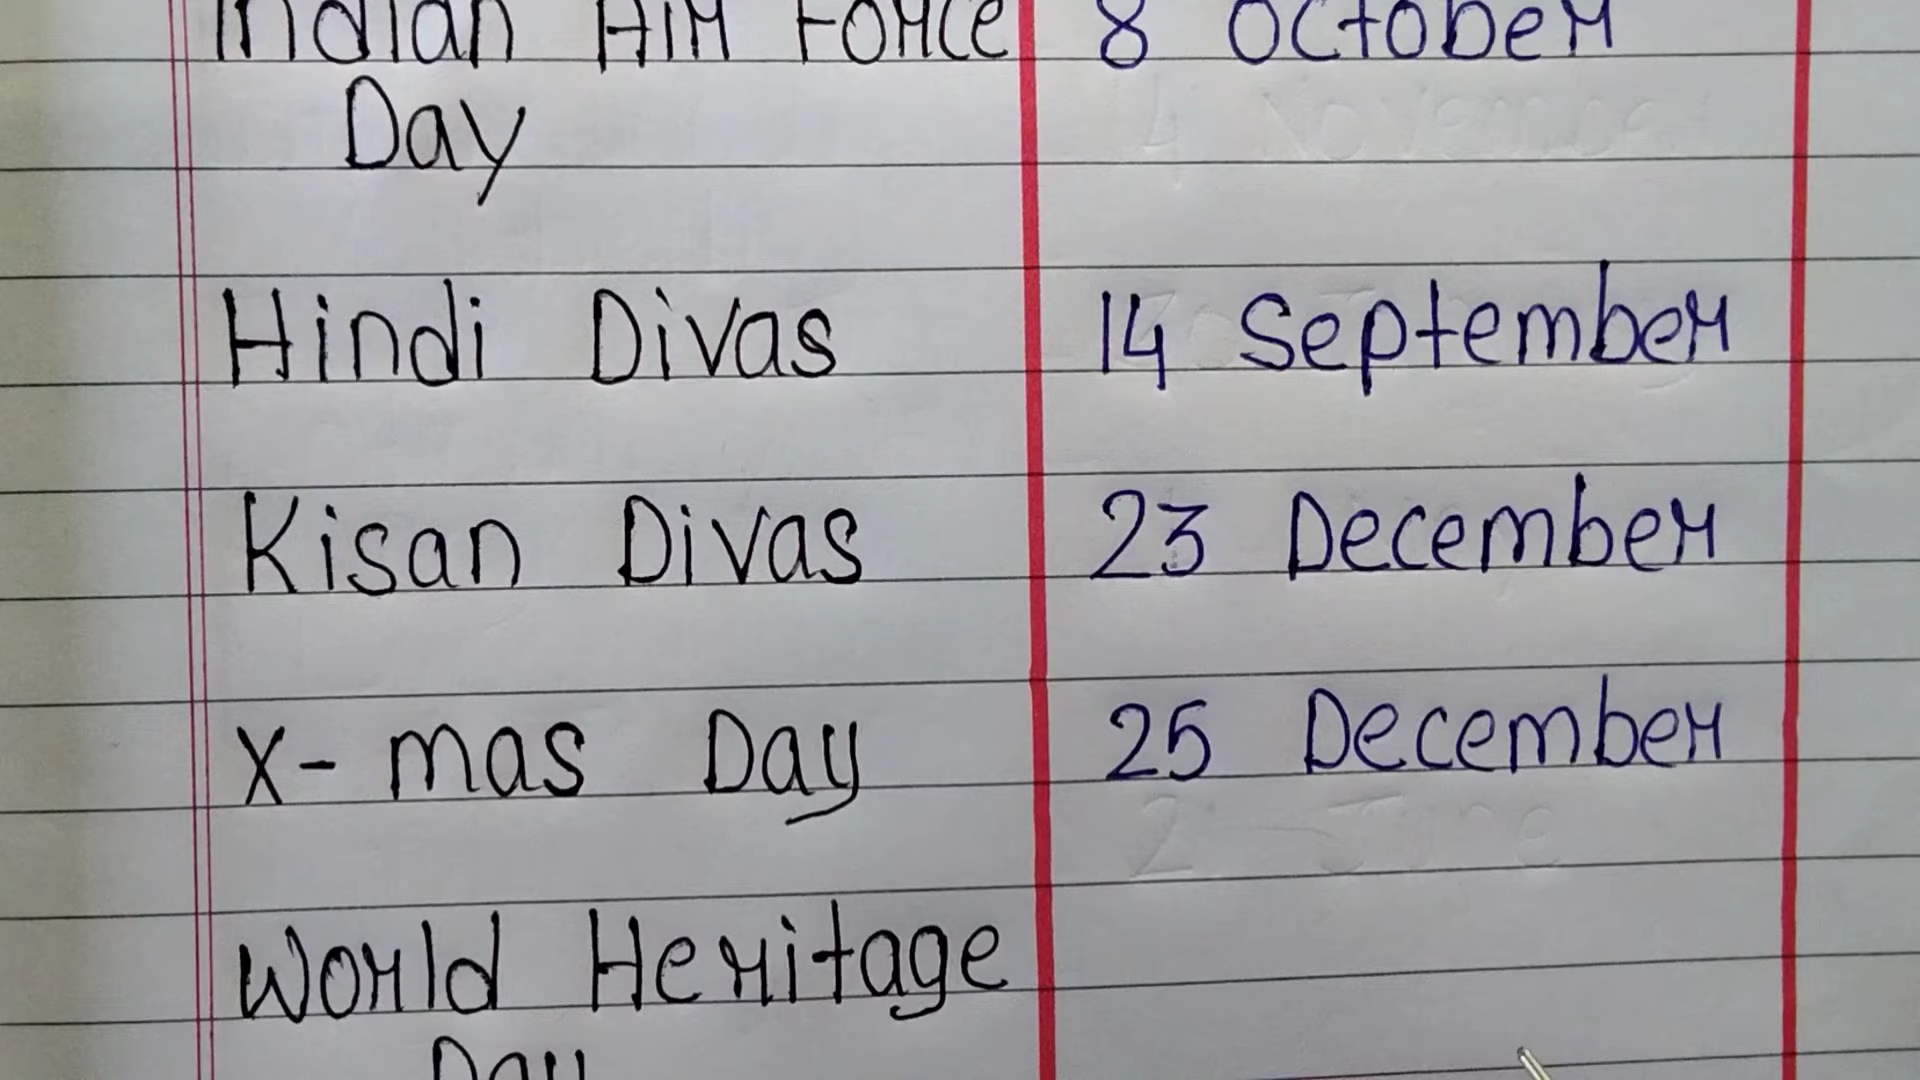 Indian Air Force 8 October
Day
Hindi Divas 14 September
Kisan Divas 23 December
X-mas Day 25 December
World Heritage
Day